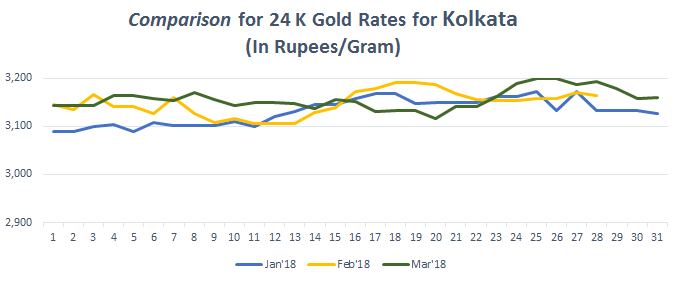 Comparison for 24 K Gold Rates for Kolkata
(In Rupees/Gram)
3,200
3,100
3,000
2,900
1 2 3 4 5 6 7 8 9 10 11 12 13 14 15 16 17 18 19 20 21 22 23 24 25 26 27 28 29 30 31
Jan'18 Feb'18 Mar'18